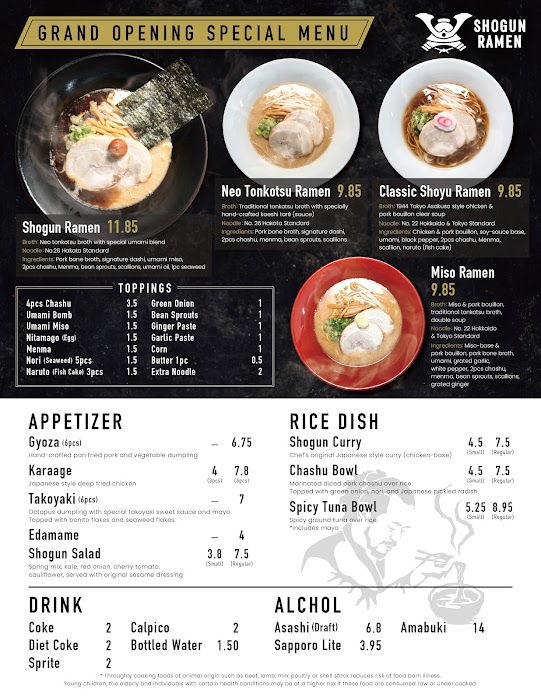 GRAND OPENING SPECIAL MENU
SHOGUN
RAMEN
Shogun Ramen 11.85
Broth: Neo tonkotsu broth with special umami blend
Noodle: No.26 Hakata Standard
Ingredients: Pork bone broth, signature dashi, umami miso,
2pcs chashu, Menma, bean sprouts, scallions, umami oil, 1pc seaweed
Neo Tonkotsu Ramen 9.85
Broth: Traditional tonkotsu broth with specially
hand-crafted kaeshi taré (sauce)
Noodle: No. 26 Hakata Standard
Ingredients: Pork bone broth, signature dashi,
2pcs chashu, menma, bean sprouts, scallions
Classic Shoyu Ramen 9.85
Broth: 1944 Tokyo Asakusa style chicken &
pork bouillon clear soup
Noodle: No. 22 Hokkaido & Tokyo Standard
Ingredients: Chicken & pork bouillon, soy-sauce base,
umami, black pepper, 2pcs chashu, Menma,
scallion, naruto (fish cake)
Miso Ramen
9.85
Broth: Miso & pork bouillon,
traditional tonkotsu broth,
double soup
Noodle: No. 22 Hokkaido
& Tokyo Standard
Ingredients: Miso-base &
pork bouillon, pork bone broth,
umami, grated garlic,
white pepper, 2pcs chashu,
menma, bean sprouts, scallions,
grated ginger
TOPPINGS
4pcs Chashu 3.5 Green Onion 1
Umami Bomb 1.5 Bean Sprouts 1
Umami Miso 1.5 Ginger Paste 1
Nitamago (Egg) 1.5 Garlic Paste 1
Menma 1.5 Corn 1
Nori (Seaweed) 5pcs 1.5 Butter 1pc 0.5
Naruto (Fish Cake) 3pcs 1.5 Extra Noodle 2
APPETIZER
Gyoza (6pcs) — 6.75
Hand-crafted pan fried pork and vegetable dumpling
Karaage 4 7.8
Japanese style deep fried chicken (3pcs) (6pcs)
Takoyaki (6pcs) — 7
Octopus dumpling with special takoyaki sweet sauce and mayo.
Topped with bonito flakes and seaweed flakes.
Edamame — 4
Shogun Salad 3.8 7.5
(Small) (Regular)
Spring mix, kale, red onion, cherry tomato,
cauliflower, served with original sesame dressing
RICE DISH
Shogun Curry 4.5 7.5
(Small) (Regular)
Chef's original Japanese style curry (chicken-base)
Chashu Bowl 4.5 7.5
(Small) (Regular)
Marinated diced pork chashu over rice.
Topped with green onion, nori, and Japanese pickled radish.
Spicy Tuna Bowl 5.25 8.95
(Small) (Regular)
Spicy ground tuna over rice.
*Includes mayo
DRINK
Coke 2 Calpico 2
Diet Coke 2 Bottled Water 1.50
Sprite 2
ALCHOL
Asashi (Draft) 6.8 Amabuki 14
Sapporo Lite 3.95
* Throughly cooking foods of animal origin such as beef, lamb, milk poultry or shell stock reduces risk of food born illness.
Young children, the elderly and individuals with certain health conditions may be at a higher risk if these food are consumed raw or under cooked.